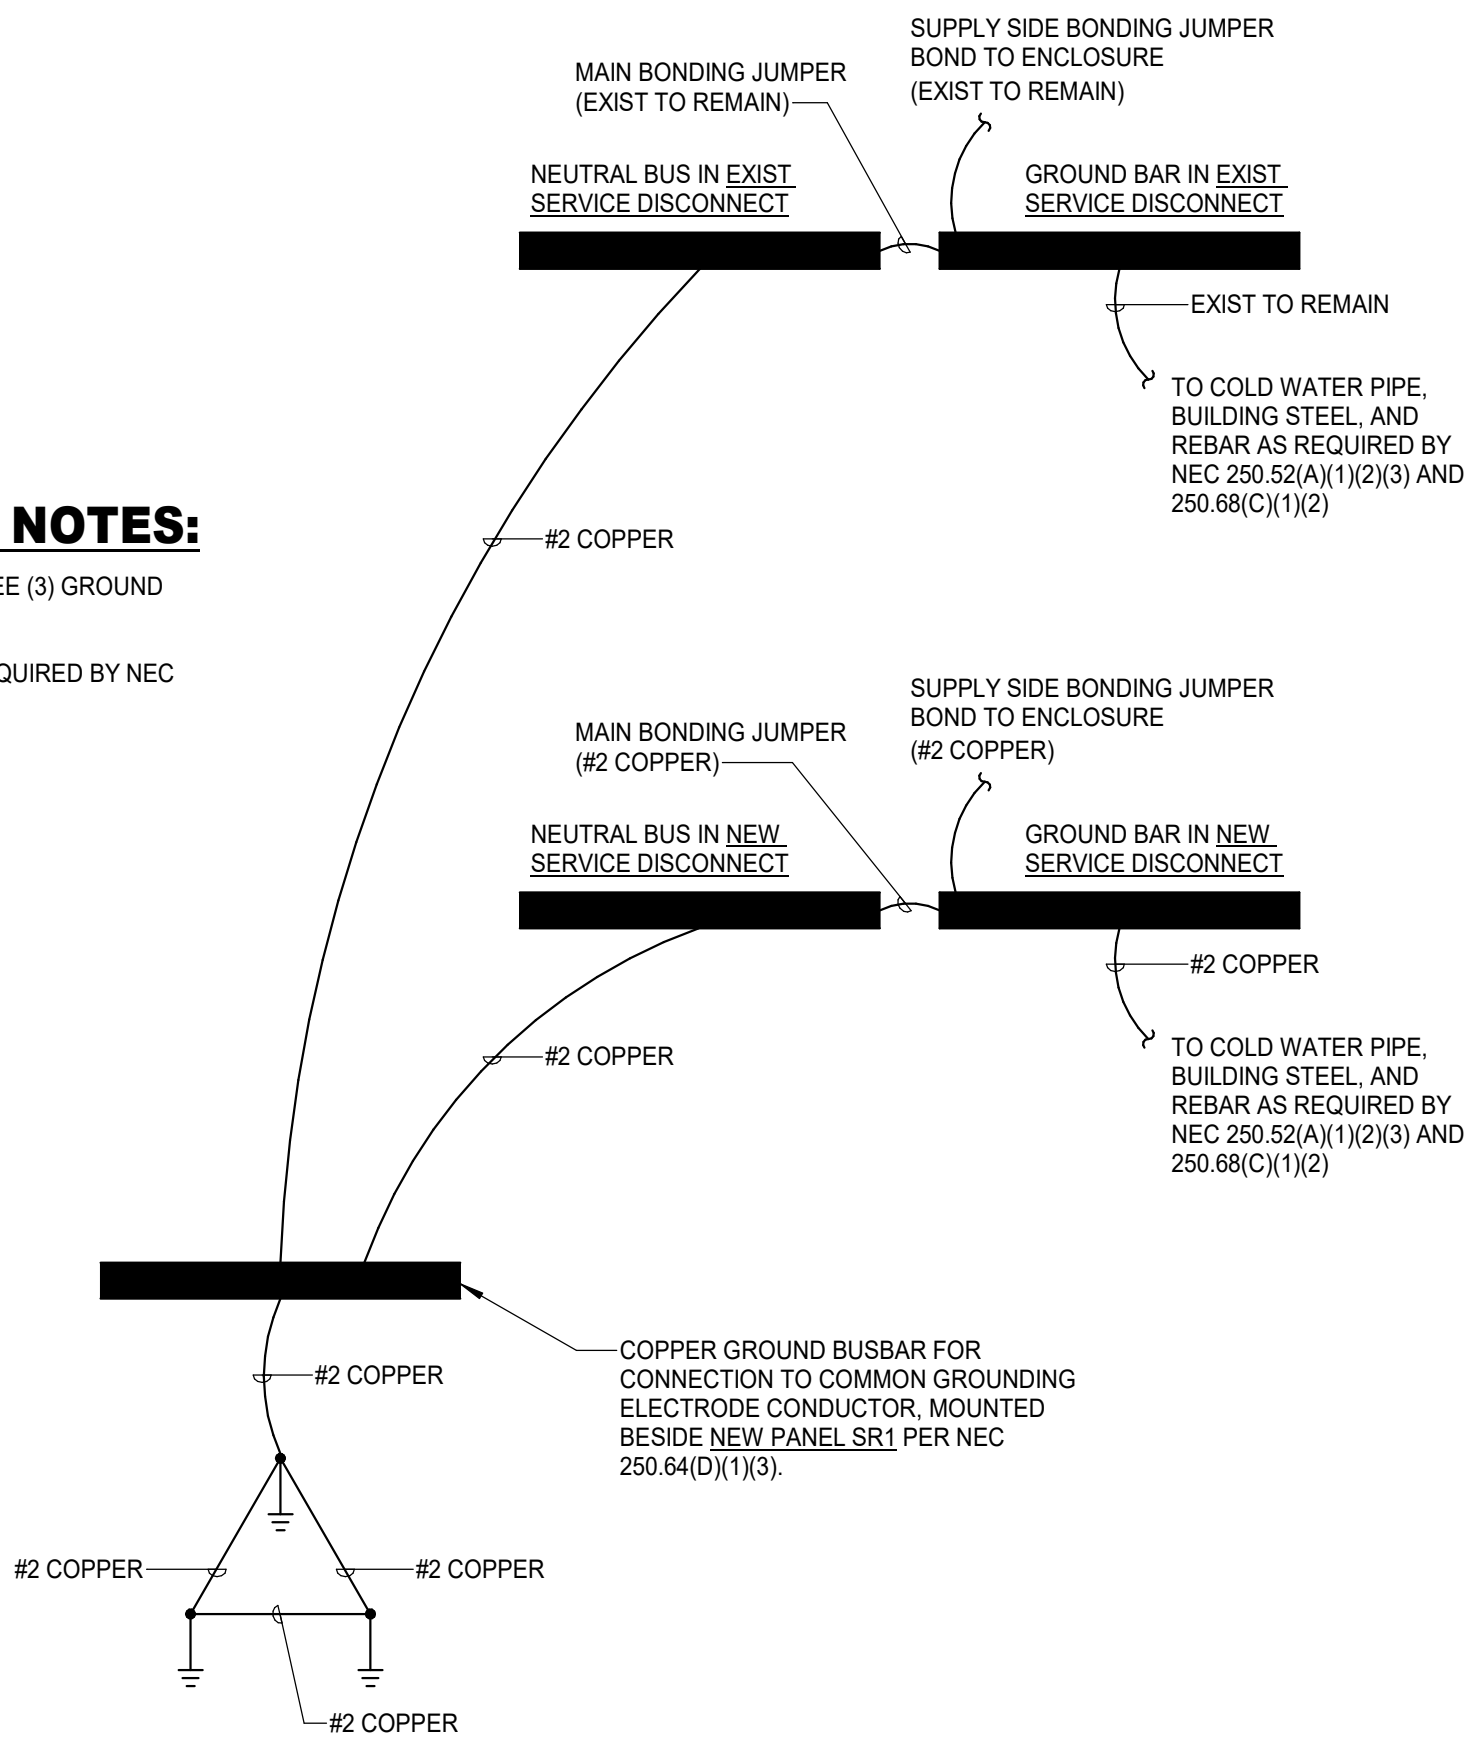 SUPPLY SIDE BONDING JUMPER
BOND TO ENCLOSURE
(EXIST TO REMAIN)
MAIN BONDING JUMPER
(EXIST TO REMAIN)
NEUTRAL BUS IN EXIST
SERVICE DISCONNECT
GROUND BAR IN EXIST
SERVICE DISCONNECT
EXIST TO REMAIN
TO COLD WATER PIPE,
BUILDING STEEL, AND
REBAR AS REQUIRED BY
NEC 250.52(A)(1)(2)(3) AND
250.68(C)(1)(2)
NOTES:
#2 COPPER
(3) GROUND
BY NEC
SUPPLY SIDE BONDING JUMPER
BOND TO ENCLOSURE
(#2 COPPER)
MAIN BONDING JUMPER
(#2 COPPER)
NEUTRAL BUS IN NEW
SERVICE DISCONNECT
GROUND BAR IN NEW
SERVICE DISCONNECT
#2 COPPER
#2 COPPER
TO COLD WATER PIPE,
BUILDING STEEL, AND
REBAR AS REQUIRED BY
NEC 250.52(A)(1)(2)(3) AND
250.68(C)(1)(2)
COPPER GROUND BUSBAR FOR
CONNECTION TO COMMON GROUNDING
ELECTRODE CONDUCTOR, MOUNTED
BESIDE NEW PANEL SR1 PER NEC
250.64(D)(1)(3).
#2 COPPER
#2 COPPER
#2 COPPER
#2 COPPER